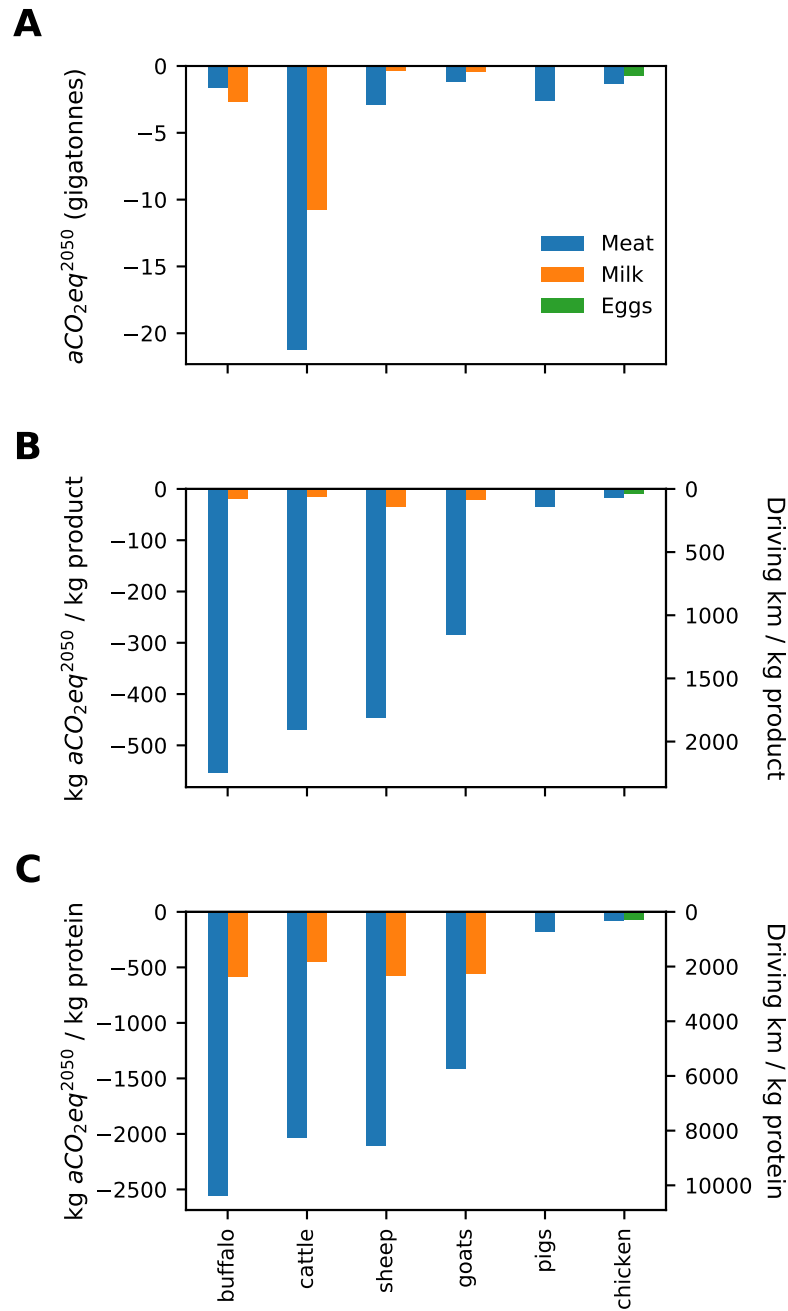 A
aCO₂eq²⁰⁵⁰ (gigatonnes)
0
−5
−10
−15
−20
Meat
Milk
Eggs
B
kg aCO₂eq²⁰⁵⁰ / kg product
0
−100
−200
−300
−400
−500
0
500
1000
1500
2000
Driving km / kg product
C
kg aCO₂eq²⁰⁵⁰ / kg protein
0
−500
−1000
−1500
−2000
−2500
0
2000
4000
6000
8000
10000
Driving km / kg protein
buffalo
cattle
sheep
goats
pigs
chicken